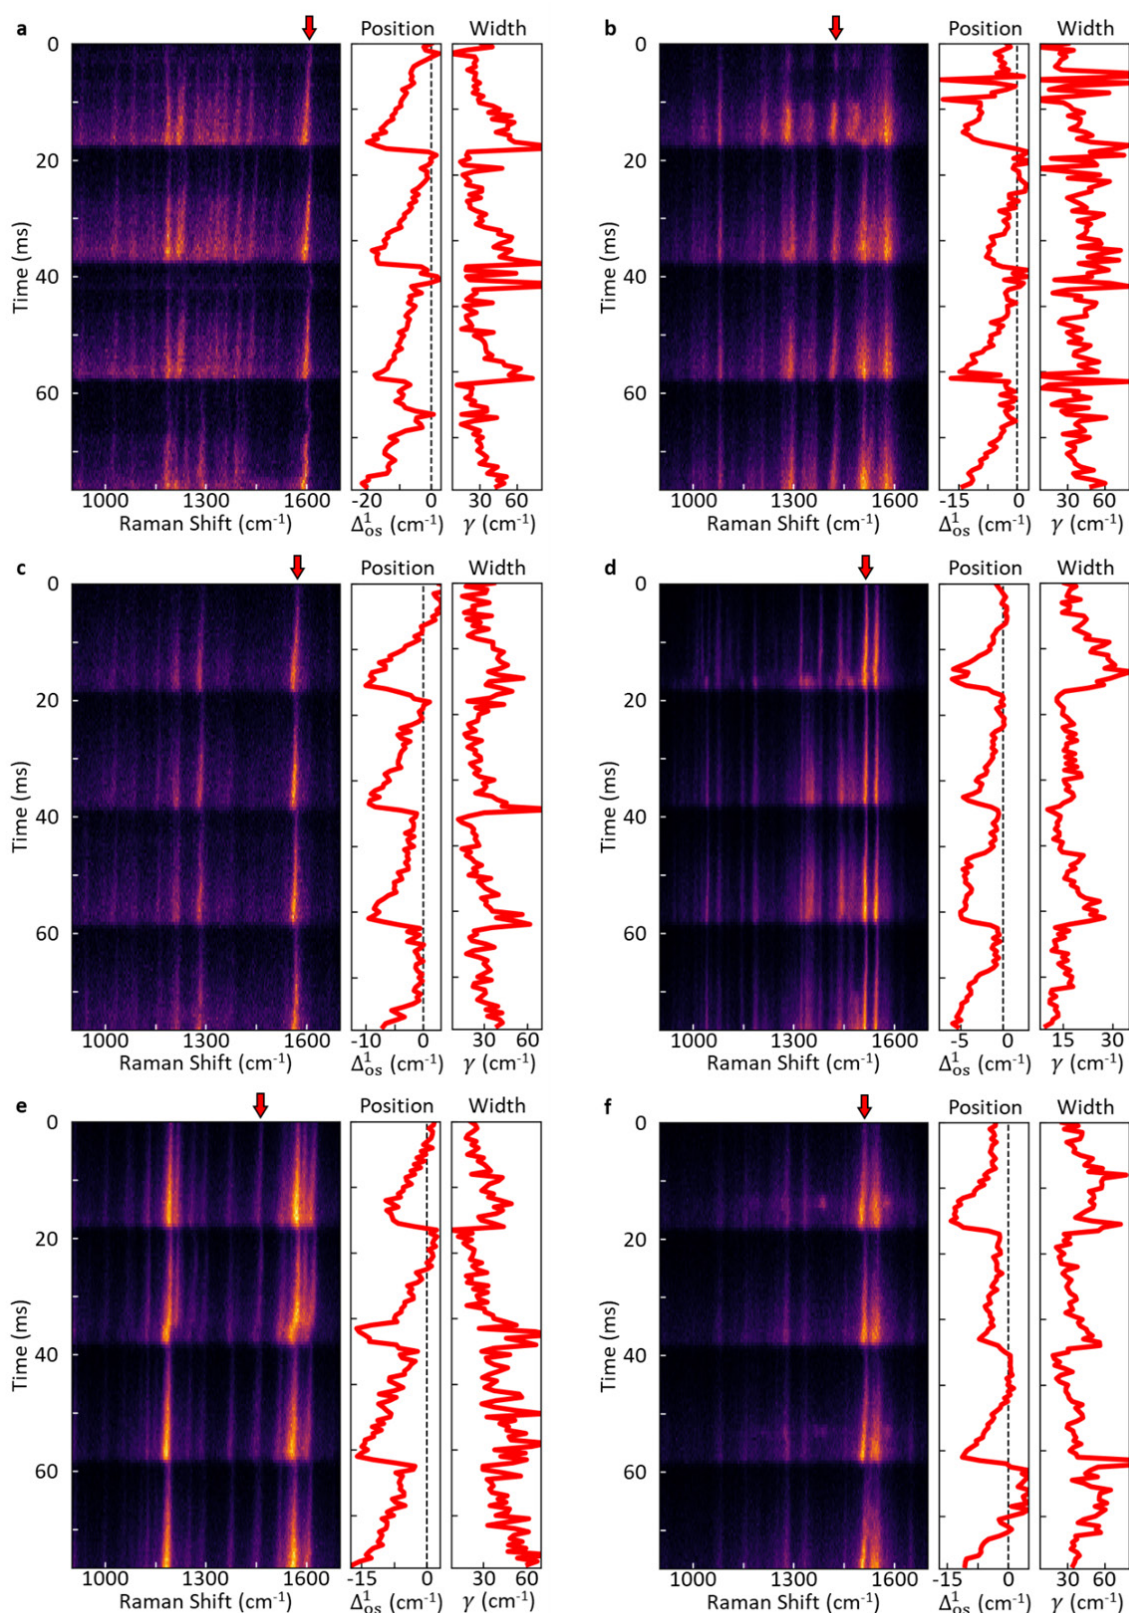 a Position Width
0
20
40
60
Time (ms)
1000 1300 1600 -20 0 30 60
Raman Shift (cm⁻¹) Δ¹os (cm⁻¹) γ (cm⁻¹)
b Position Width
0
20
40
60
Time (ms)
1000 1300 1600 -15 0 30 60
Raman Shift (cm⁻¹) Δ¹os (cm⁻¹) γ (cm⁻¹)
c Position Width
0
20
40
60
Time (ms)
1000 1300 1600 -10 0 30 60
Raman Shift (cm⁻¹) Δ¹os (cm⁻¹) γ (cm⁻¹)
d Position Width
0
20
40
60
Time (ms)
1000 1300 1600 -5 0 15 30
Raman Shift (cm⁻¹) Δ¹os (cm⁻¹) γ (cm⁻¹)
e Position Width
0
20
40
60
Time (ms)
1000 1300 1600 -15 0 30 60
Raman Shift (cm⁻¹) Δ¹os (cm⁻¹) γ (cm⁻¹)
f Position Width
0
20
40
60
Time (ms)
1000 1300 1600 -15 0 30 60
Raman Shift (cm⁻¹) Δ¹os (cm⁻¹) γ (cm⁻¹)